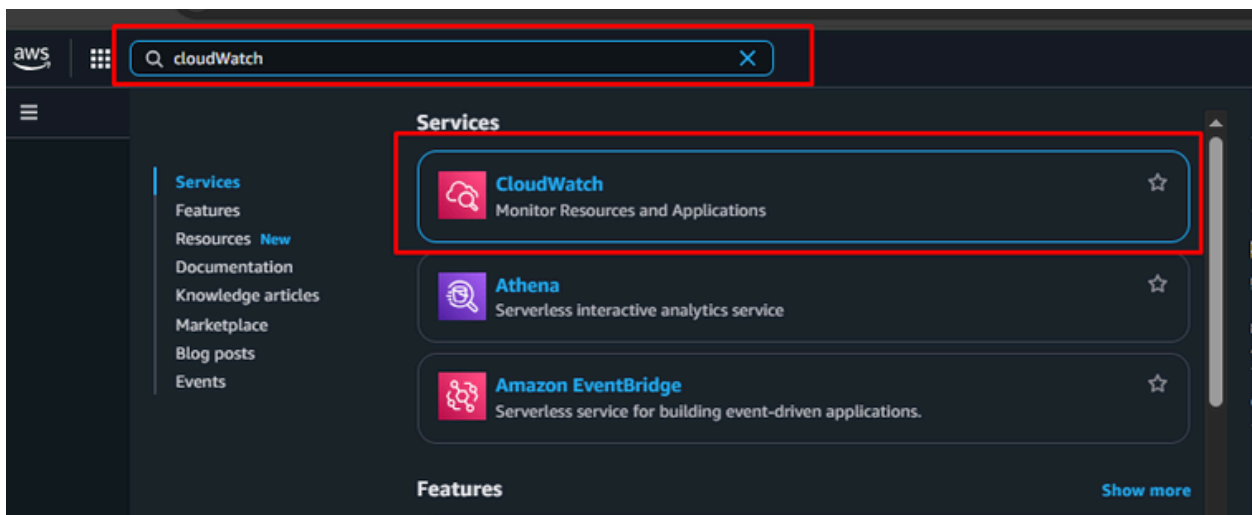 aws
cloudWatch
Services
Features
Resources New
Documentation
Knowledge articles
Marketplace
Blog posts
Events
Services
CloudWatch
Monitor Resources and Applications
Athena
Serverless interactive analytics service
Amazon EventBridge
Serverless service for building event-driven applications.
Features
Show more